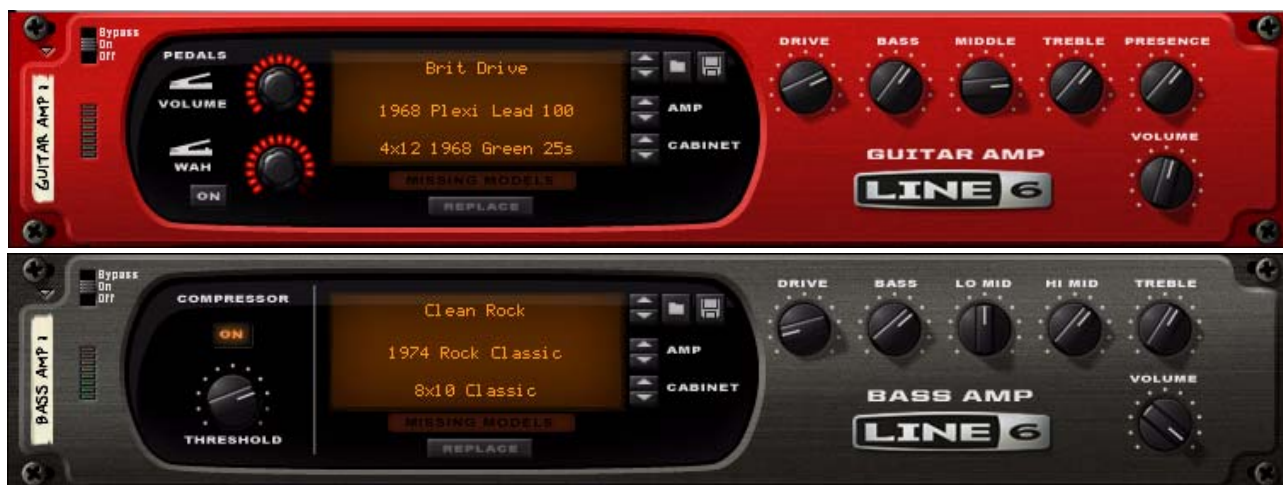 Bypass
On
Off
GUITAR AMP 1
PEDALS
VOLUME
WAH
ON
Brit Drive
1968 Plexi Lead 100
4x12 1968 Green 25s
MISSING MODELS
REPLACE
AMP
CABINET
DRIVE BASS MIDDLE TREBLE PRESENCE
VOLUME
GUITAR AMP
LINE 6
Bypass
On
Off
BASS AMP 1
COMPRESSOR
ON
THRESHOLD
Clean Rock
1974 Rock Classic
8x10 Classic
MISSING MODELS
REPLACE
AMP
CABINET
DRIVE BASS LO MID HI MID TREBLE
VOLUME
BASS AMP
LINE 6